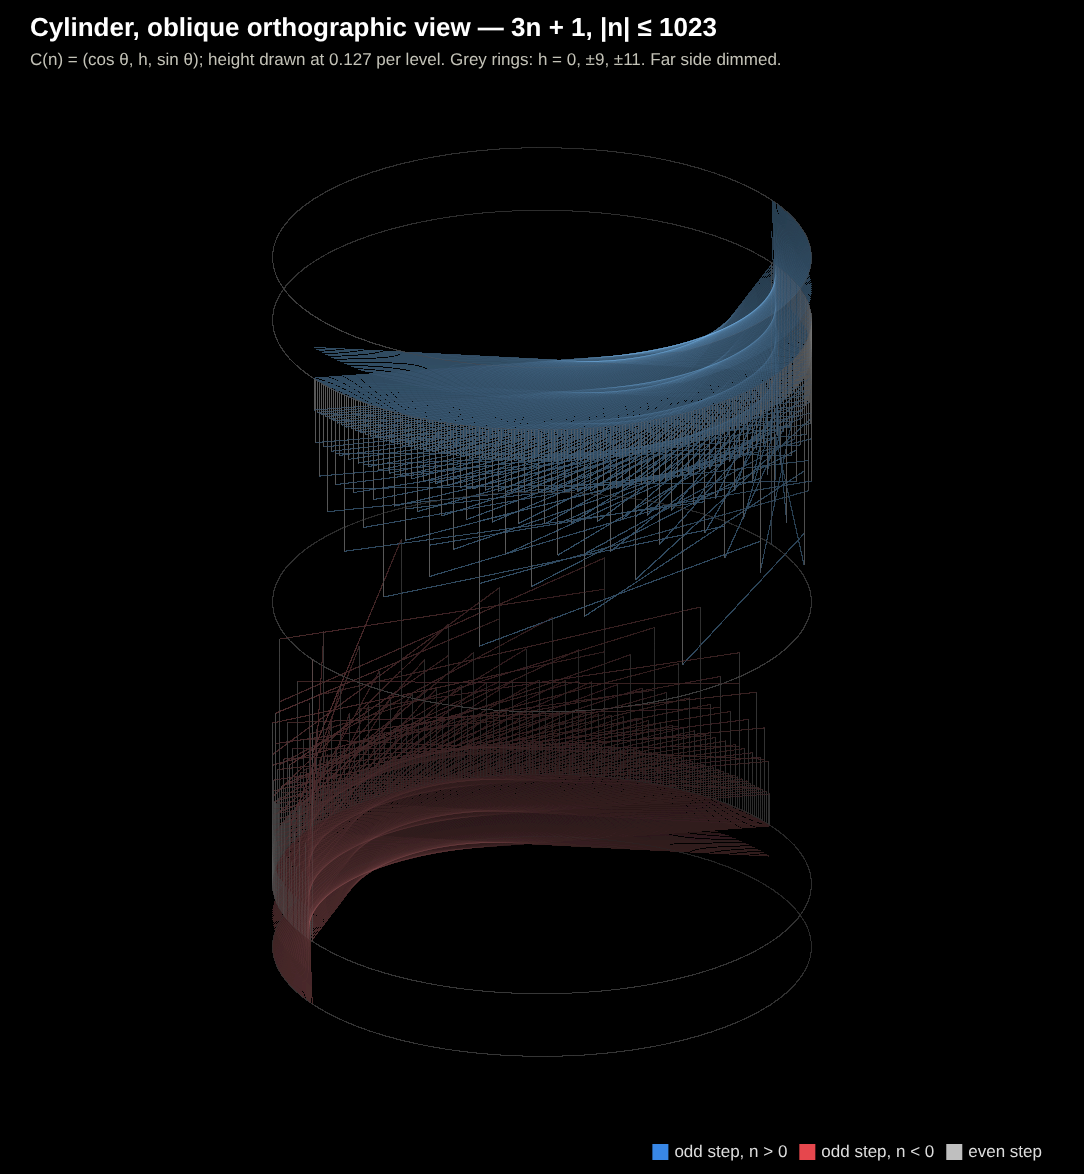 Cylinder, oblique orthographic view — 3n + 1, |n| ≤ 1023
C(n) = (cos θ, h, sin θ); height drawn at 0.127 per level. Grey rings: h = 0, ±9, ±11. Far side dimmed.
odd step, n > 0 odd step, n < 0 even step